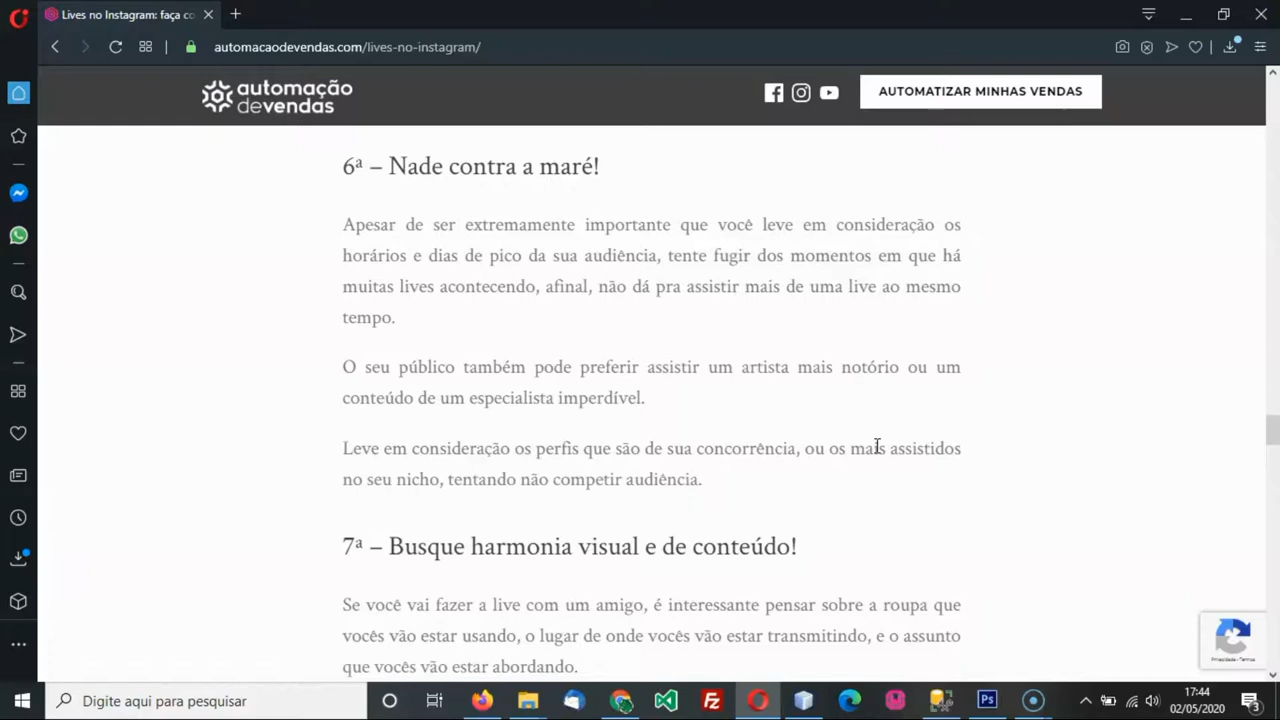 Lives no Instagram: faça co
automacaodevendas.com/lives-no-instagram/
automação
devendas
AUTOMATIZAR MINHAS VENDAS
6ª – Nade contra a maré!
Apesar de ser extremamente importante que você leve em consideração os
horários e dias de pico da sua audiência, tente fugir dos momentos em que há
muitas lives acontecendo, afinal, não dá pra assistir mais de uma live ao mesmo
tempo.
O seu público também pode preferir assistir um artista mais notório ou um
conteúdo de um especialista imperdível.
Leve em consideração os perfis que são de sua concorrência, ou os mais assistidos
no seu nicho, tentando não competir audiência.
7ª – Busque harmonia visual e de conteúdo!
Se você vai fazer a live com um amigo, é interessante pensar sobre a roupa que
vocês vão estar usando, o lugar de onde vocês vão estar transmitindo, e o assunto
que vocês vão estar abordando.
Privacidade - Termos
Digite aqui para pesquisar
Fz
Ps
17:44
02/05/2020
3